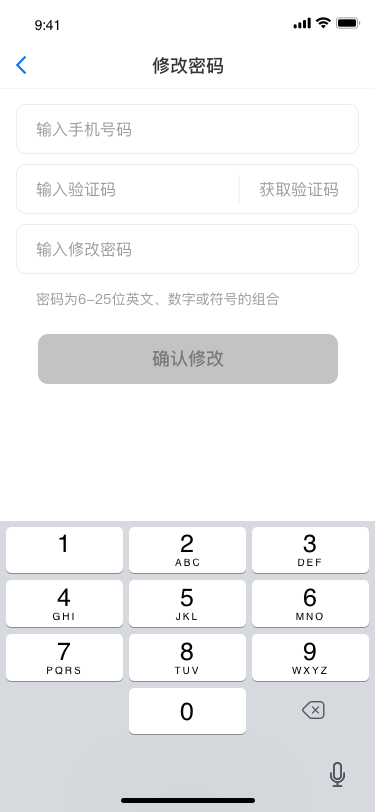 9:41
修改密码
输入手机号码
输入验证码 获取验证码
输入修改密码
密码为6-25位英文、数字或符号的组合
确认修改
1 2 3
ABC DEF
4 5 6
GHI JKL MNO
7 8 9
PQRS TUV WXYZ
0